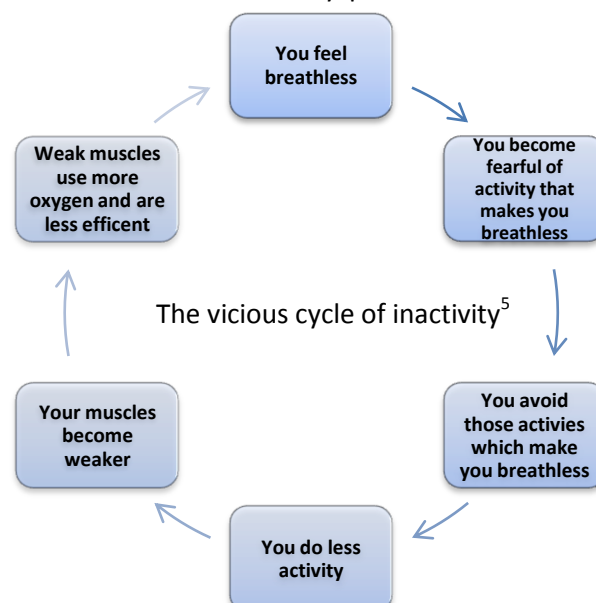 You feel
breathless
You become
fearful of
activity that
makes you
breathless
You avoid
those activies
which make
you breathless
You do less
activity
Your muscles
become
weaker
Weak muscles
use more
oxygen and are
less efficent
The vicious cycle of inactivity⁵